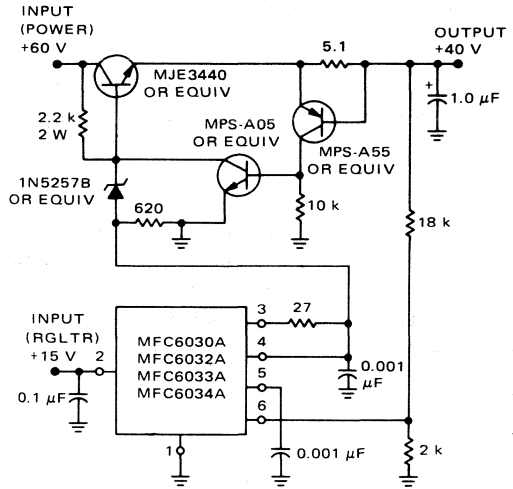 INPUT
(POWER)
+60 V
MJE3440
OR EQUIV
5.1
OUTPUT
+40 V
+
1.0 µF
2.2 k
2 W
MPS-A05
OR EQUIV
MPS-A55
OR EQUIV
1N5257B
OR EQUIV
620
10 k
18 k
INPUT
(RGLTR)
+15 V
2
0.1 µF
MFC6030A
MFC6032A
MFC6033A
MFC6034A
3
27
4
5
6
0.001
µF
1
0.001 µF
2 k